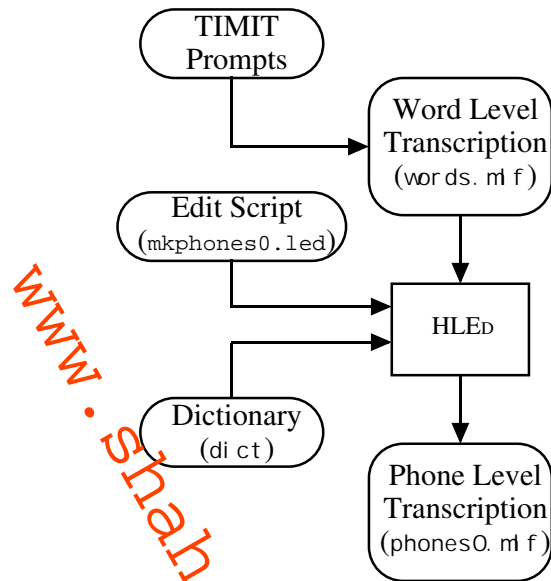 TIMIT
Prompts
Word Level
Transcription
(words.mlf)
Edit Script
(mkphones0.led)
HLED
Dictionary
(dict)
Phone Level
Transcription
(phones0.mlf)
www.shah